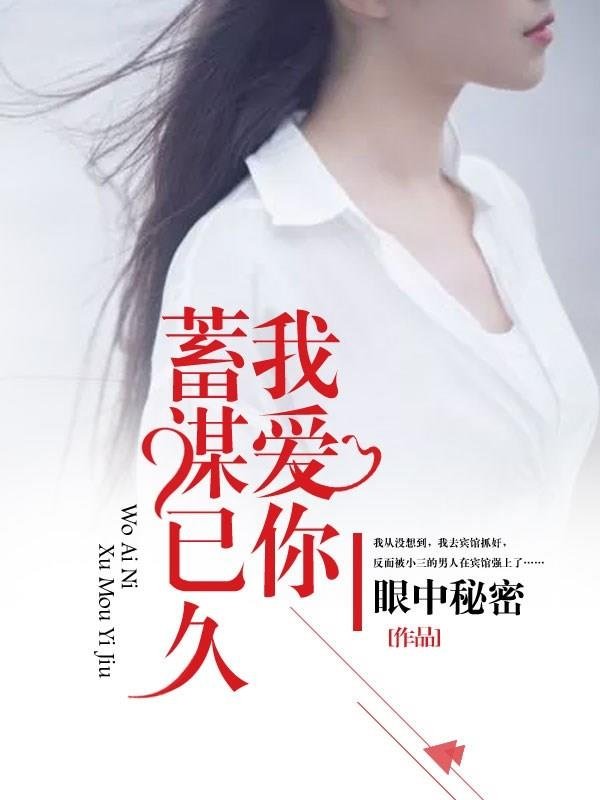 我爱你
蓄谋已久
Wo Ai Ni
Xu Mou Yi Jiu
我从没想到，我去宾馆抓奸，
反而被小三的男人在宾馆强上了……
眼中秘密
[作品]